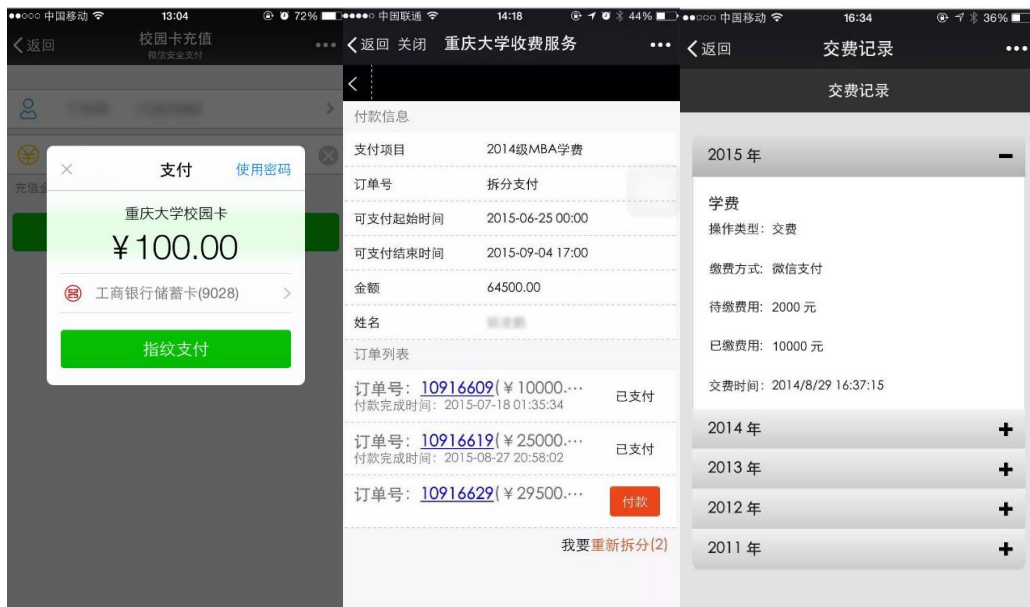 中国移动
13:04
72%
返回
校园卡充值
微信安全支付
充值金
支付
使用密码
重庆大学校园卡
¥100.00
工商银行储蓄卡(9028)
指纹支付
中国联通
14:18
44%
返回 关闭 重庆大学收费服务
付款信息
支付项目 2014级MBA学费
订单号 拆分支付
可支付起始时间 2015-06-25 00:00
可支付结束时间 2015-09-04 17:00
金额 64500.00
姓名
订单列表
订单号: 10916609(¥10000.… 已支付
付款完成时间: 2015-07-18 01:35:34
订单号: 10916619(¥25000.… 已支付
付款完成时间: 2015-08-27 20:58:02
订单号: 10916629(¥29500.… 付款
我要重新拆分(2)
中国移动
16:34
36%
返回
交费记录
交费记录
2015 年
学费
操作类型: 交费
缴费方式: 微信支付
待缴费用: 2000 元
已缴费用: 10000 元
交费时间: 2014/8/29 16:37:15
2014 年
2013 年
2012 年
2011 年